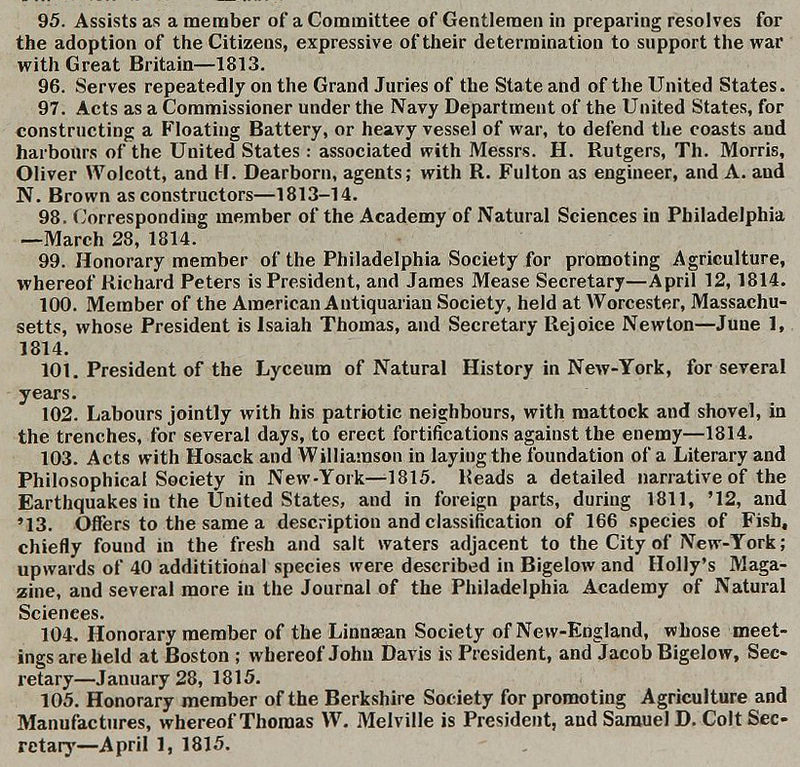 95. Assists as a member of a Committee of Gentlemen in preparing resolves for
the adoption of the Citizens, expressive of their determination to support the war
with Great Britain—1813.
96. Serves repeatedly on the Grand Juries of the State and of the United States.
97. Acts as a Commissioner under the Navy Department of the United States, for
constructing a Floating Battery, or heavy vessel of war, to defend the coasts and
harbours of the United States : associated with Messrs. H. Rutgers, Th. Morris,
Oliver Wolcott, and H. Dearborn, agents; with R. Fulton as engineer, and A. and
N. Brown as constructors—1813-14.
98. Corresponding member of the Academy of Natural Sciences in Philadelphia
—March 28, 1814.
99. Honorary member of the Philadelphia Society for promoting Agriculture,
whereof Richard Peters is President, and James Mease Secretary—April 12, 1814.
100. Member of the American Antiquarian Society, held at Worcester, Massachu-
setts, whose President is Isaiah Thomas, and Secretary Rejoice Newton—June 1,
1814.
101. President of the Lyceum of Natural History in New-York, for several
years.
102. Labours jointly with his patriotic neighbours, with mattock and shovel, in
the trenches, for several days, to erect fortifications against the enemy—1814.
103. Acts with Hosack and Williamson in laying the foundation of a Literary and
Philosophical Society in New-York—1815. Reads a detailed narrative of the
Earthquakes in the United States, and in foreign parts, during 1811, '12, and
'13. Offers to the same a description and classification of 166 species of Fish,
chiefly found in the fresh and salt waters adjacent to the City of New-York;
upwards of 40 addititional species were described in Bigelow and Holly's Maga-
zine, and several more in the Journal of the Philadelphia Academy of Natural
Sciences.
104. Honorary member of the Linnæan Society of New-England, whose meet-
ings are held at Boston ; whereof John Davis is President, and Jacob Bigelow, Sec-
retary—January 28, 1815.
105. Honorary member of the Berkshire Society for promoting Agriculture and
Manufactures, whereof Thomas W. Melville is President, and Samuel D. Colt Sec-
retary—April 1, 1815.